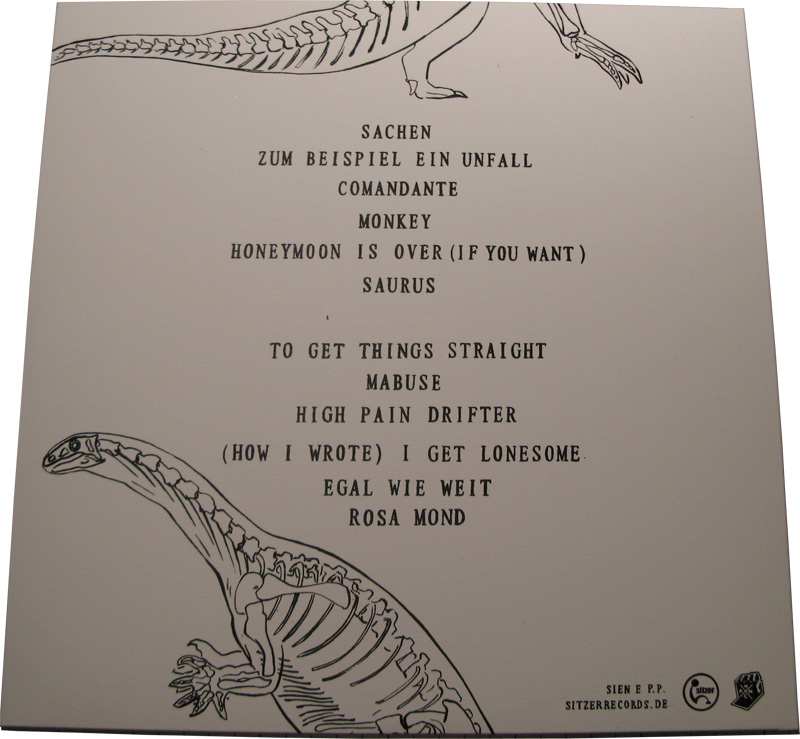 SACHEN
ZUM BEISPIEL EIN UNFALL
COMANDANTE
MONKEY
HONEYMOON IS OVER (IF YOU WANT)
SAURUS
TO GET THINGS STRAIGHT
MABUSE
HIGH PAIN DRIFTER
(HOW I WROTE) I GET LONESOME
EGAL WIE WEIT
ROSA MOND
SIEN E P.P.
SITZERRECORDS.DE
sitzer